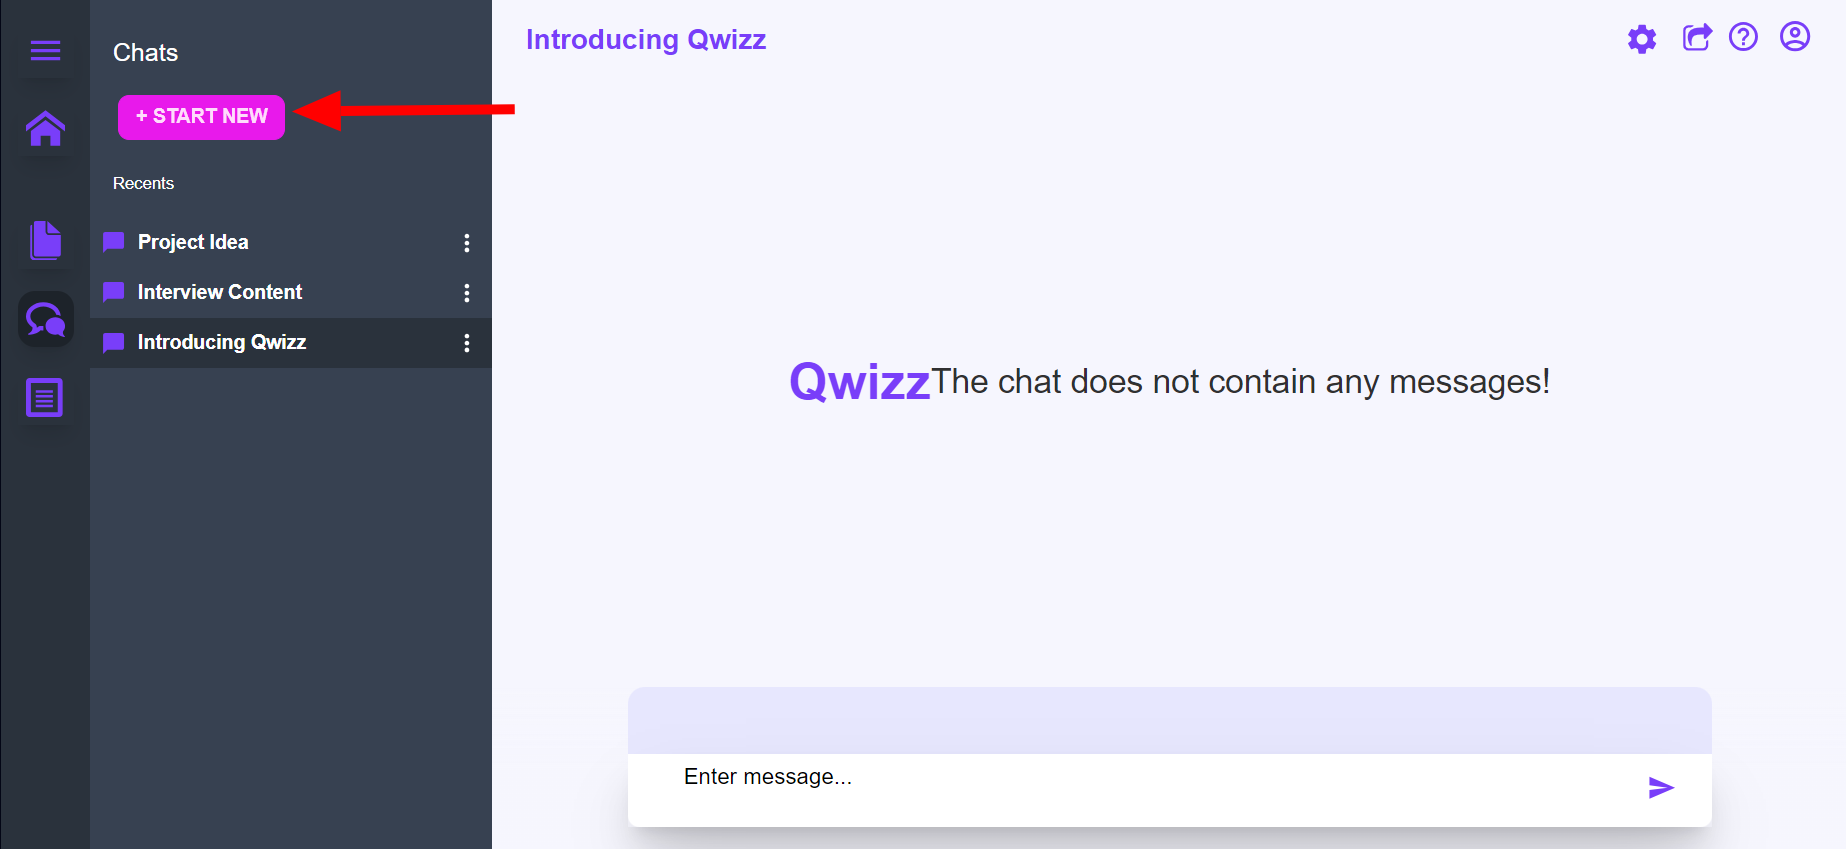 Chats
+ START NEW
Recents
Project Idea
Interview Content
Introducing Qwizz
Introducing Qwizz
QwizzThe chat does not contain any messages!
Enter message...